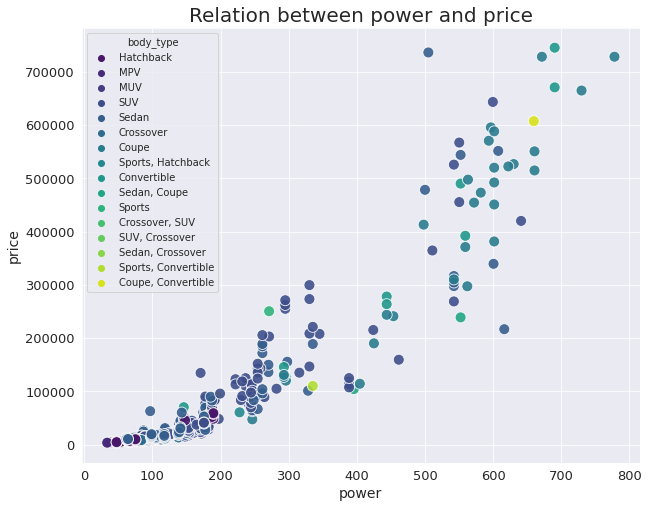 Relation between power and price
body_type
Hatchback
MPV
MUV
SUV
Sedan
Crossover
Coupe
Sports, Hatchback
Convertible
Sedan, Coupe
Sports
Crossover, SUV
SUV, Crossover
Sedan, Crossover
Sports, Convertible
Coupe, Convertible
price
700000
600000
500000
400000
300000
200000
100000
0
0 100 200 300 400 500 600 700 800
power